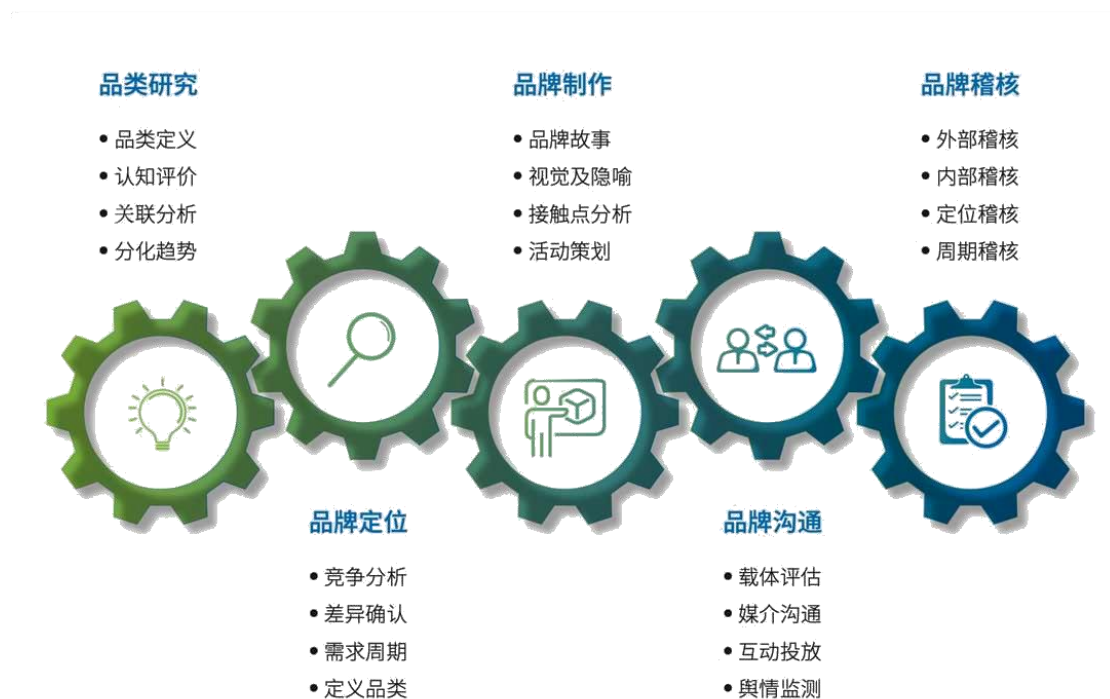 品类研究
• 品类定义
• 认知评价
• 关联分析
• 分化趋势
品牌制作
• 品牌故事
• 视觉及隐喻
• 接触点分析
• 活动策划
品牌稽核
• 外部稽核
• 内部稽核
• 定位稽核
• 周期稽核
品牌定位
• 竞争分析
• 差异确认
• 需求周期
• 定义品类
品牌沟通
• 载体评估
• 媒介沟通
• 互动投放
• 舆情监测